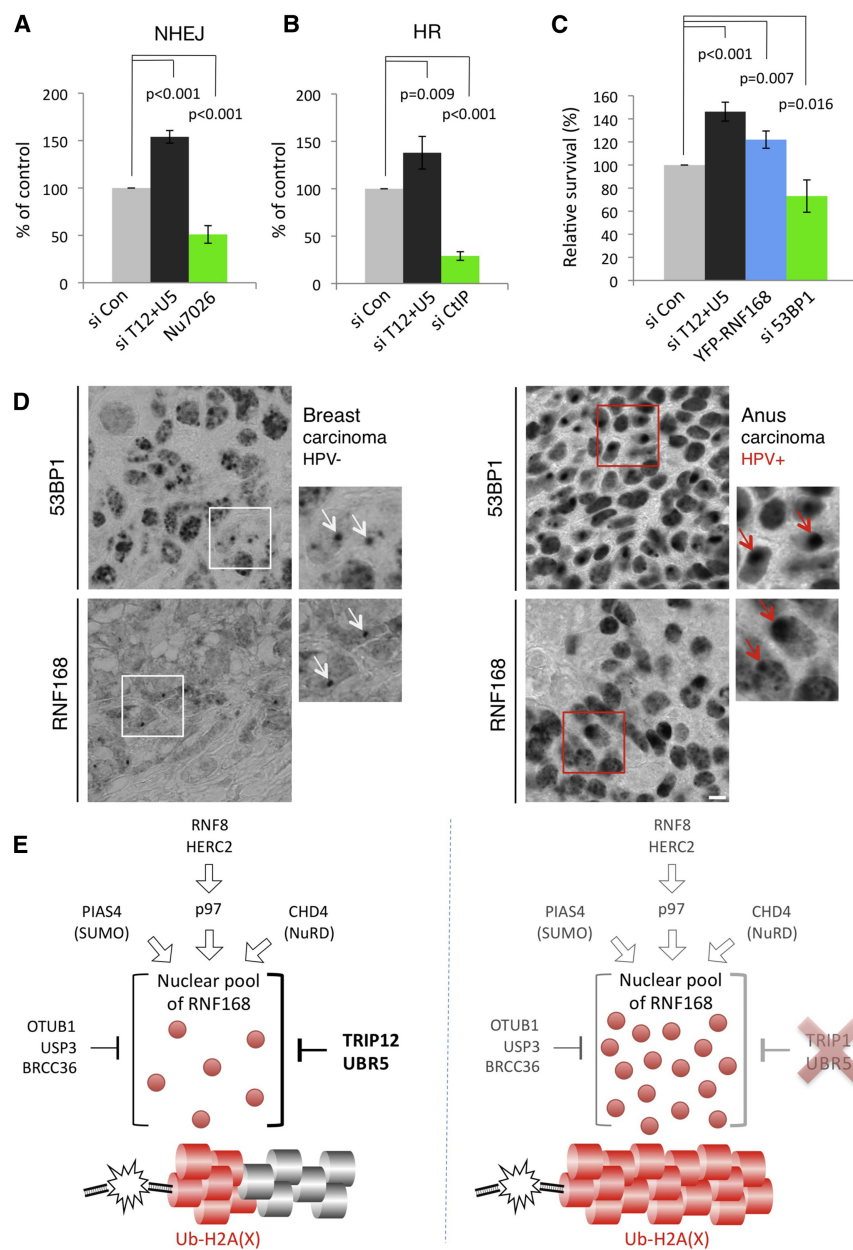 A
NHEJ
p<0.001
p<0.001
% of control
200
150
100
50
0
si Con
si T12+U5
Nu7026
B
HR
p=0.009
p<0.001
% of control
200
150
100
50
0
si Con
si T12+U5
si CtIP
C
p<0.001
p=0.007
p=0.016
Relative survival (%)
160
140
120
100
80
60
40
20
0
si Con
si T12+U5
YFP-RNF168
si 53BP1
D
53BP1
Breast
carcinoma
HPV-
RNF168
53BP1
Anus
carcinoma
HPV+
RNF168
E
RNF8
HERC2
PIAS4
(SUMO)
p97
CHD4
(NuRD)
Nuclear pool
of RNF168
OTUB1
USP3
BRCC36
TRIP12
UBR5
Ub-H2A(X)
RNF8
HERC2
PIAS4
(SUMO)
p97
CHD4
(NuRD)
Nuclear pool
of RNF168
OTUB1
USP3
BRCC36
TRIP1
UBR5
Ub-H2A(X)